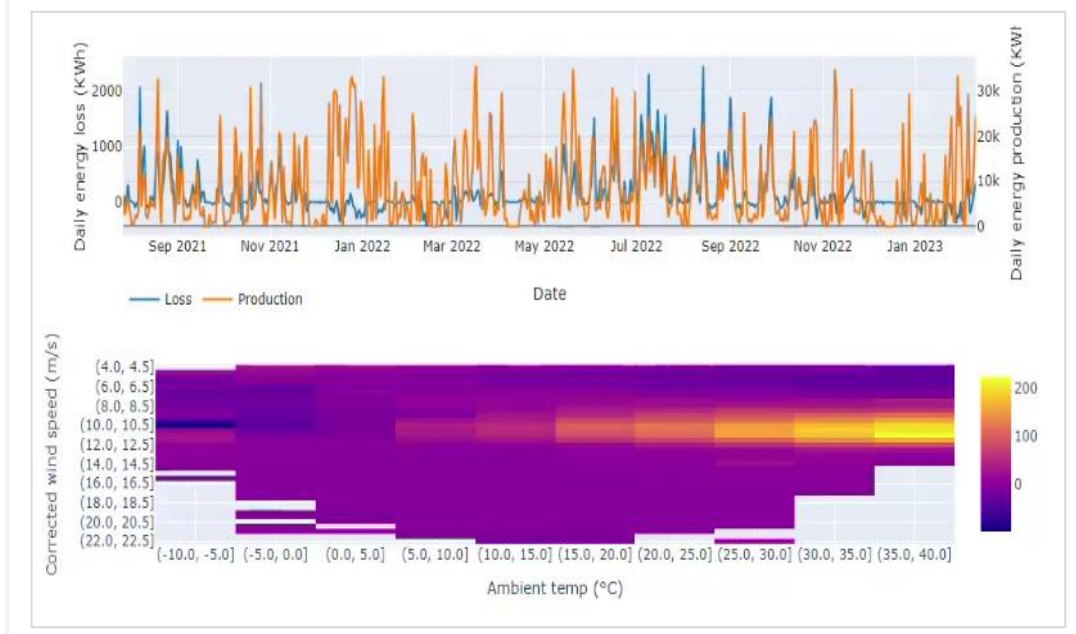 Daily energy loss (KWh)
2000
1000
0
Daily energy production (KWh
30k
20k
10k
0
Sep 2021 Nov 2021 Jan 2022 Mar 2022 May 2022 Jul 2022 Sep 2022 Nov 2022 Jan 2023
Date
Loss Production
Corrected wind speed (m/s)
(4.0, 4.5]
(6.0, 6.5]
(8.0, 8.5]
(10.0, 10.5]
(12.0, 12.5]
(14.0, 14.5]
(16.0, 16.5]
(18.0, 18.5]
(20.0, 20.5]
(22.0, 22.5]
(-10.0, -5.0] (-5.0, 0.0] (0.0, 5.0] (5.0, 10.0] (10.0, 15.0] (15.0, 20.0] (20.0, 25.0] (25.0, 30.0] (30.0, 35.0] (35.0, 40.0]
Ambient temp (°C)
200
100
0